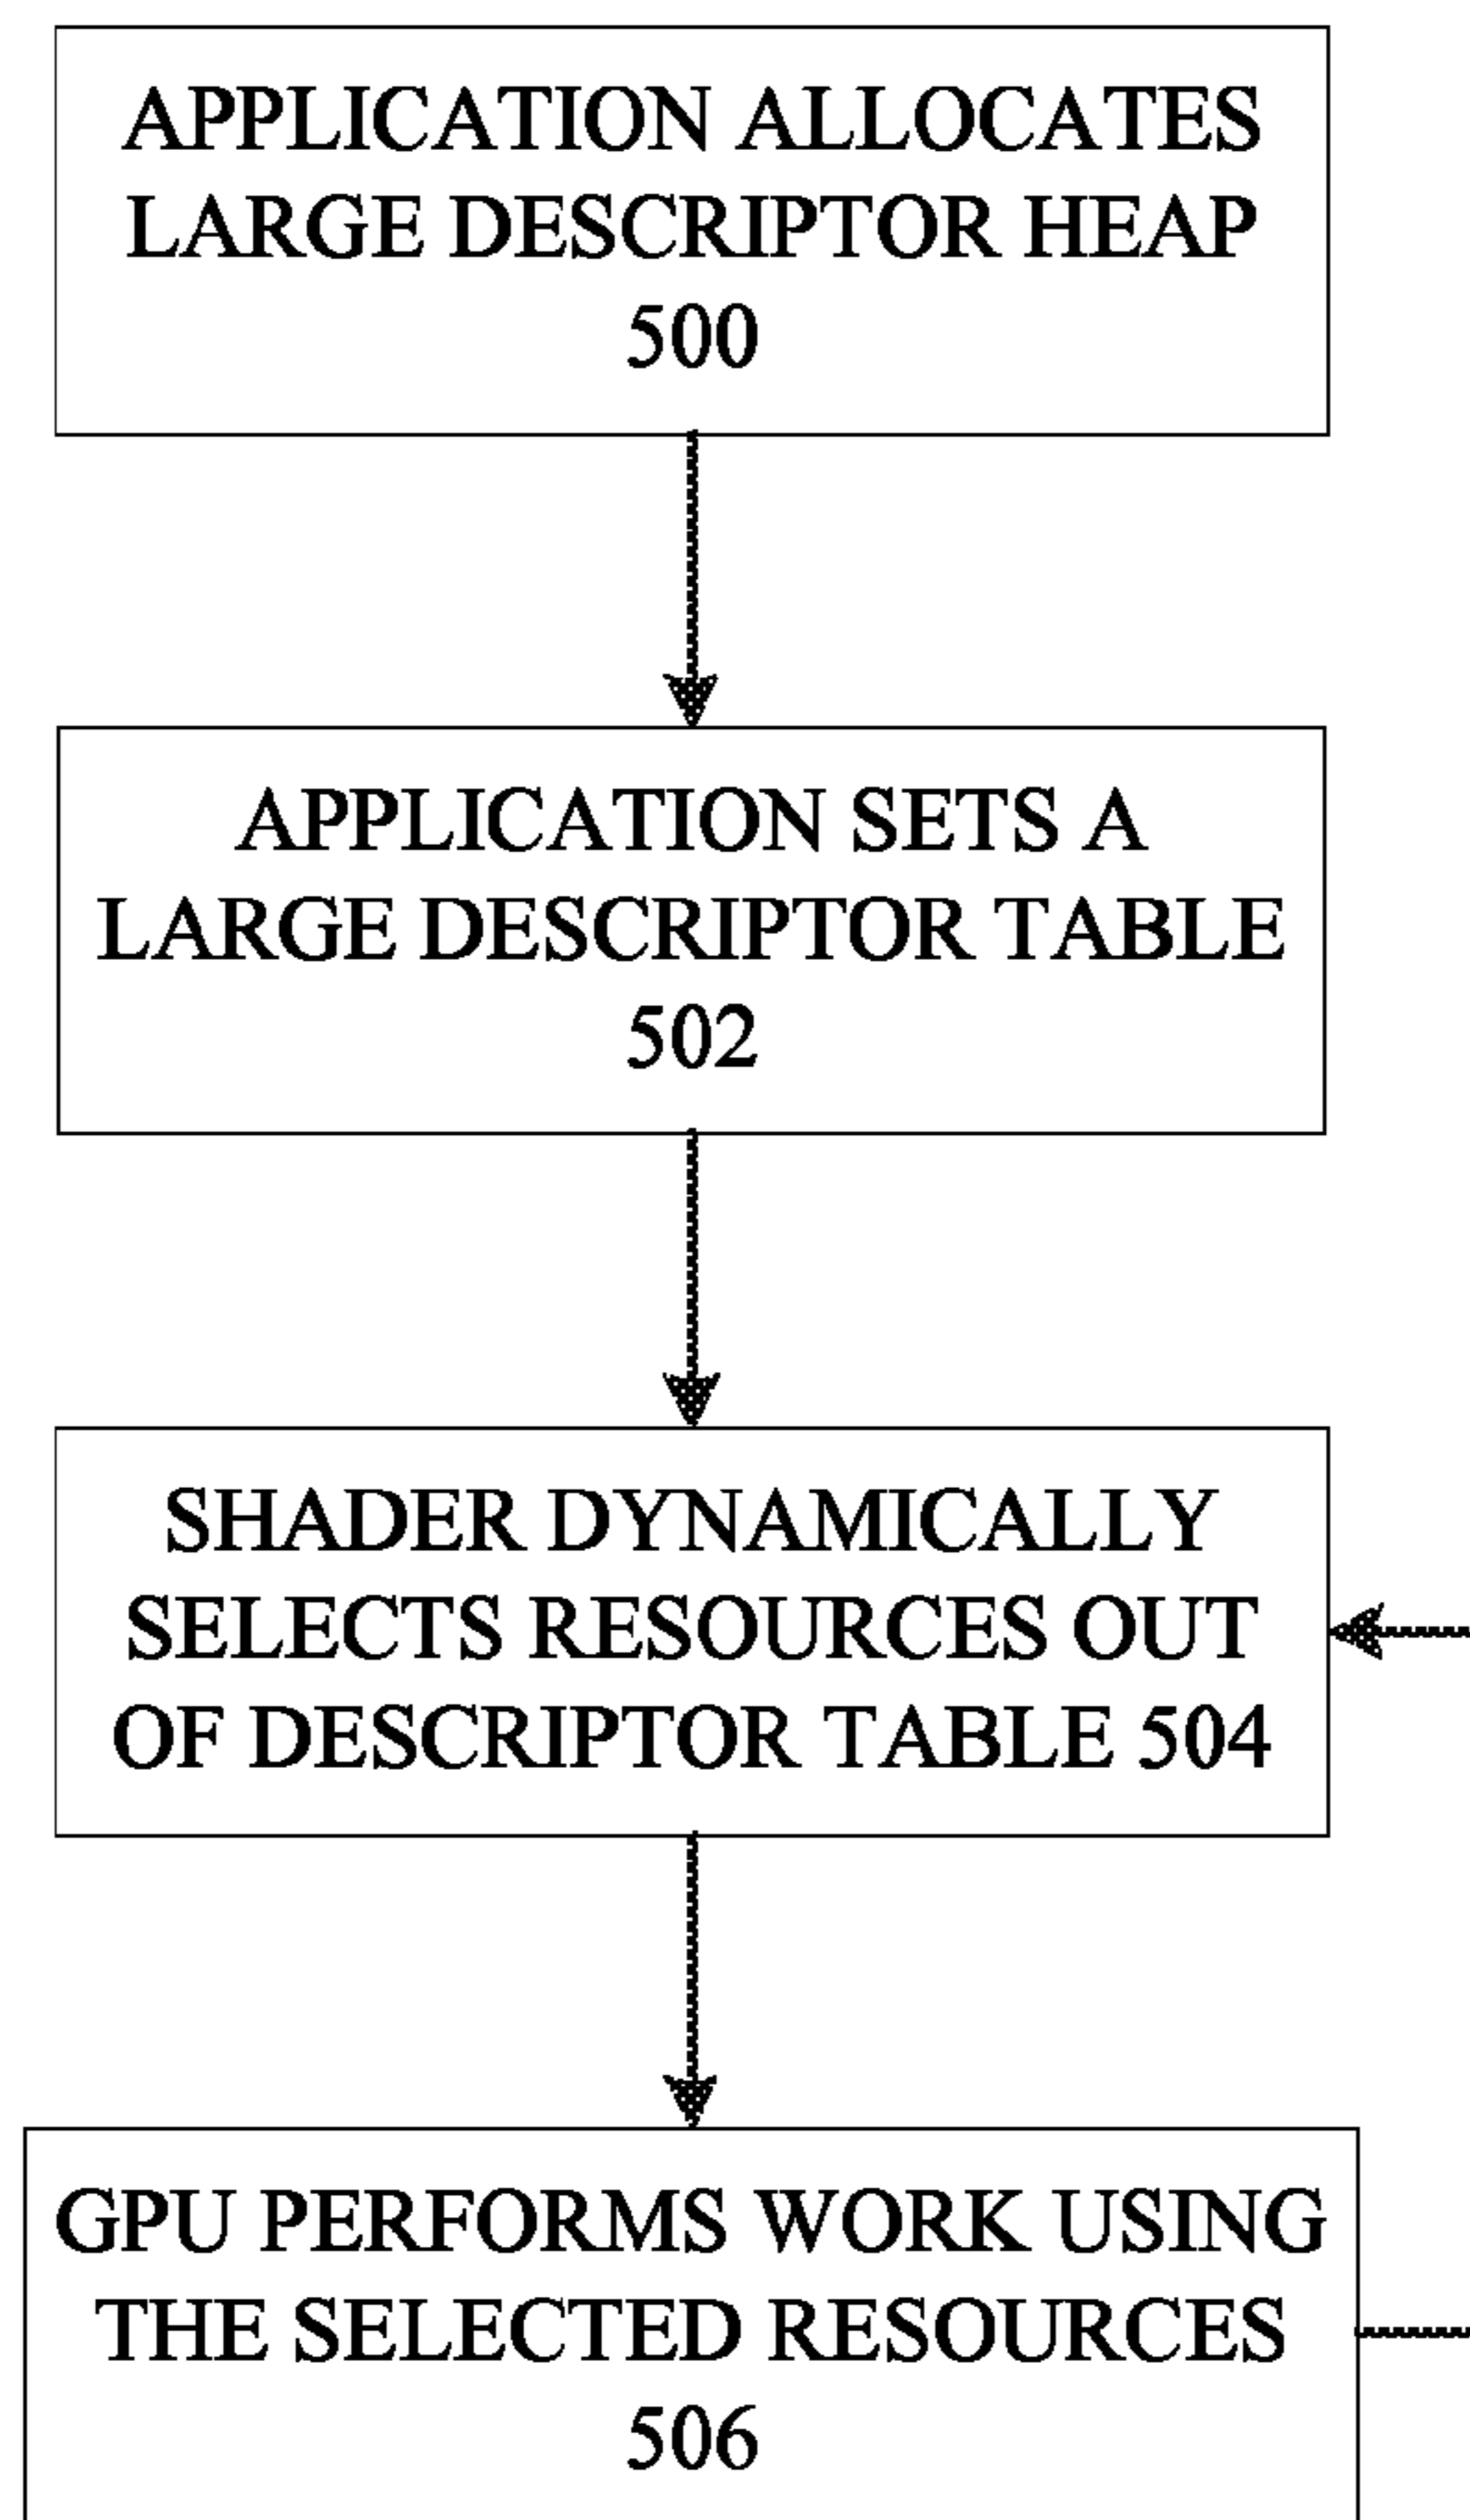 APPLICATION ALLOCATES
LARGE DESCRIPTOR HEAP
500
APPLICATION SETS A
LARGE DESCRIPTOR TABLE
502
SHADER DYNAMICALLY
SELECTS RESOURCES OUT
OF DESCRIPTOR TABLE 504
GPU PERFORMS WORK USING
THE SELECTED RESOURCES
506